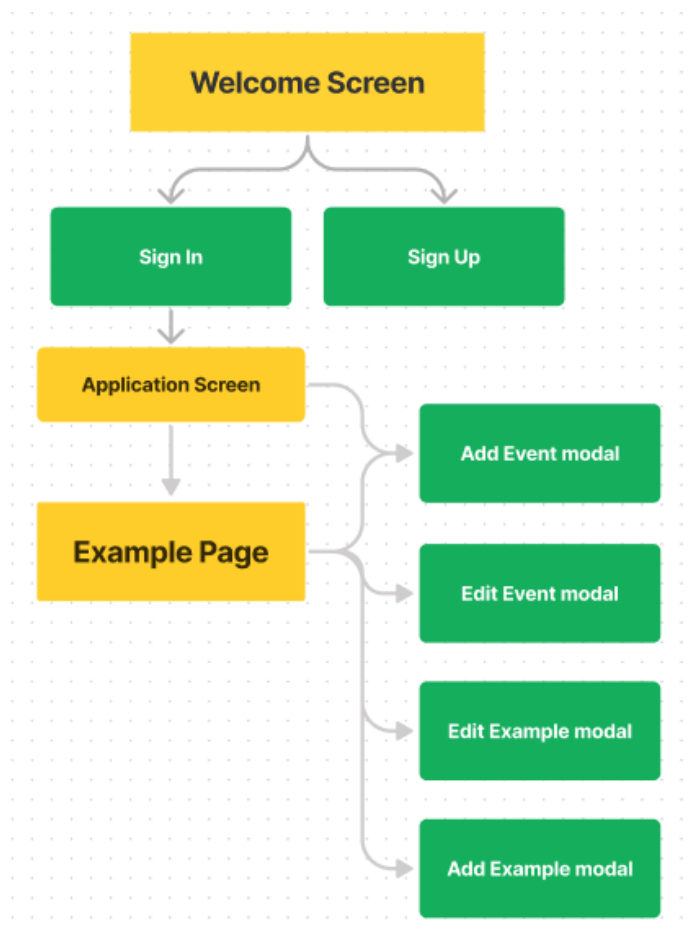 Welcome Screen
Sign In
Sign Up
Application Screen
Add Event modal
Example Page
Edit Event modal
Edit Example modal
Add Example modal